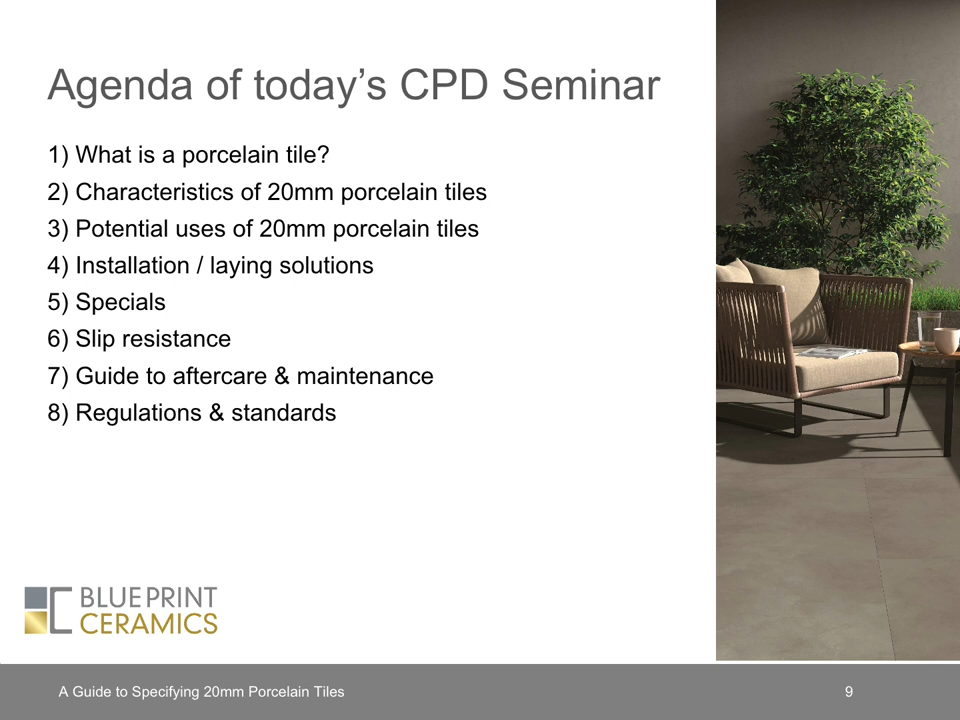 Agenda of today’s CPD Seminar
1) What is a porcelain tile?
2) Characteristics of 20mm porcelain tiles
3) Potential uses of 20mm porcelain tiles
4) Installation / laying solutions
5) Specials
6) Slip resistance
7) Guide to aftercare & maintenance
8) Regulations & standards
BLUEPRINT
CERAMICS
A Guide to Specifying 20mm Porcelain Tiles
9